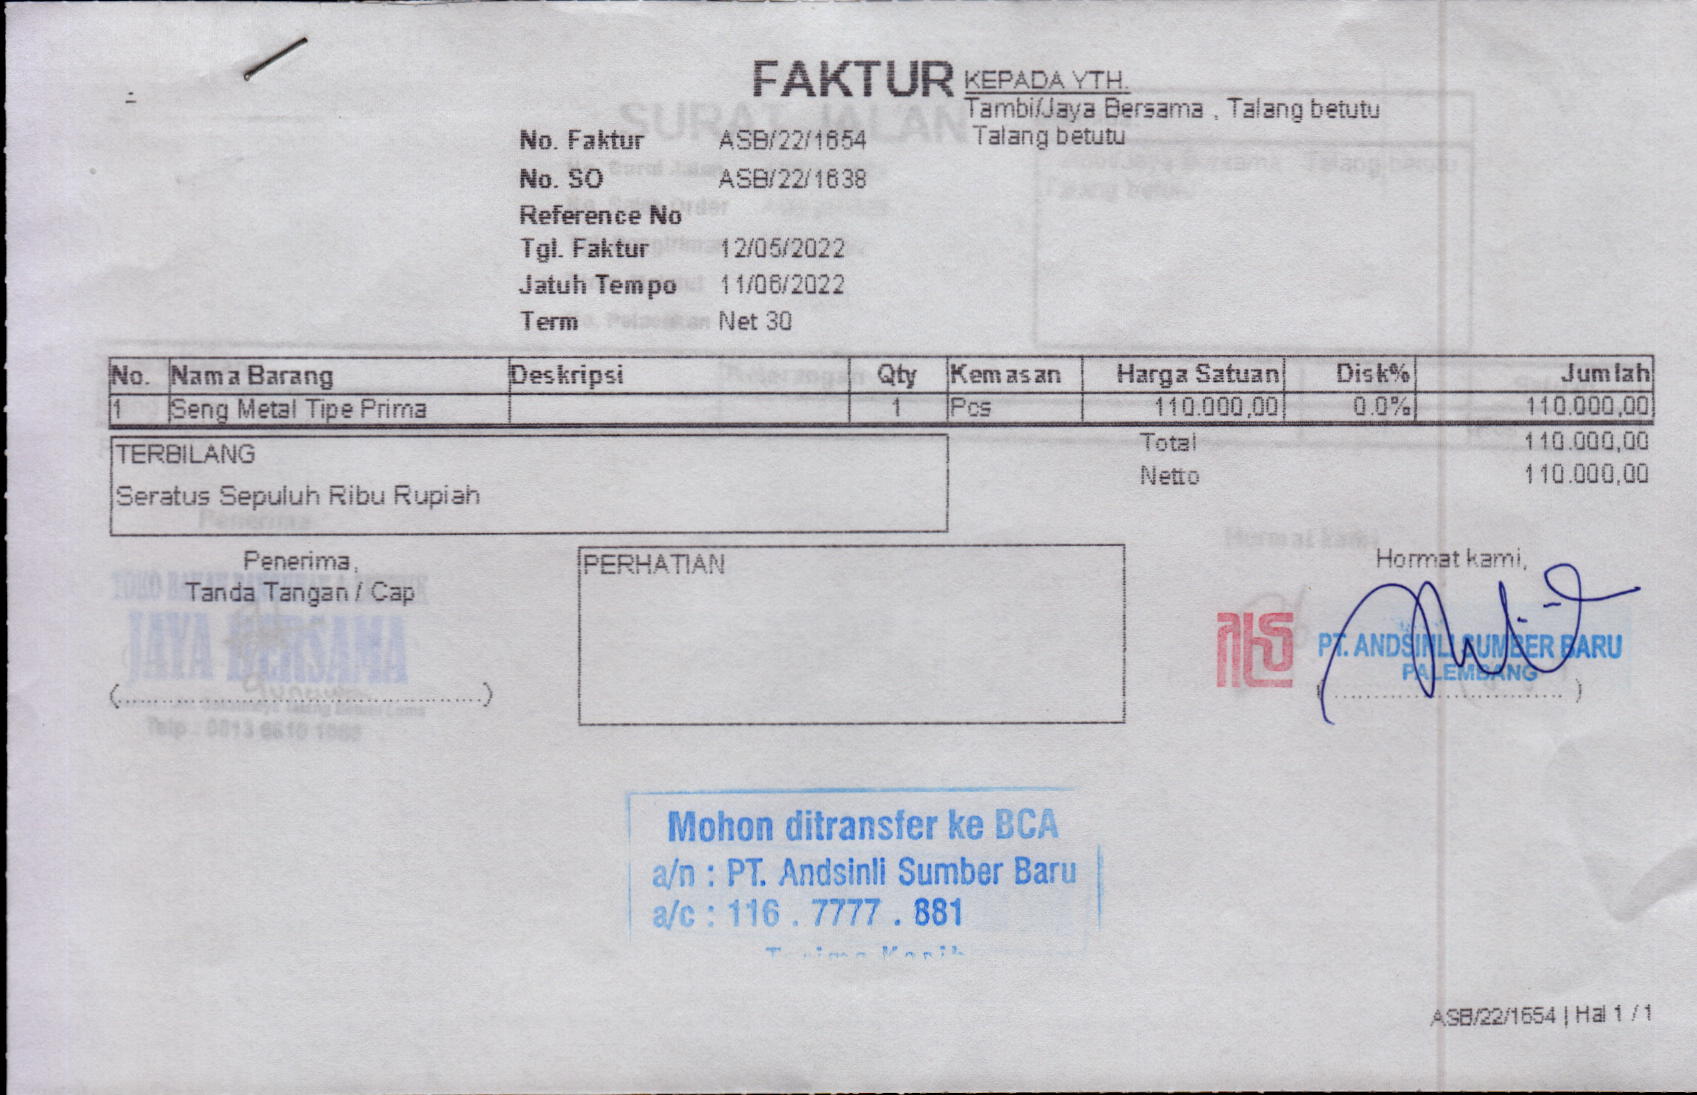 FAKTUR
KEPADA YTH.
Tambi/Jaya Bersama , Talang betutu
Talang betutu
No. Faktur ASB/22/1654
No. SO ASB/22/1638
Reference No
Tgl. Faktur 12/05/2022
Jatuh Tempo 11/06/2022
Term Net 30
No. Nama Barang Deskripsi Qty Kemasan Harga Satuan Disk% Jumlah
1 Seng Metal Tipe Prima 1 Pcs 110.000,00 0.0% 110.000,00
TERBILANG
Seratus Sepuluh Ribu Rupiah
Total 110.000,00
Netto 110.000,00
Penerima,
Tanda Tangan / Cap
JAYA BERSAMA
PERHATIAN
Hormat kami,
PT. ANDSINLI SUMBER BARU
PALEMBANG
Mohon ditransfer ke BCA
a/n : PT. Andsinli Sumber Baru
a/c : 116 . 7777 . 881
ASB/22/1654 | Hal 1 / 1